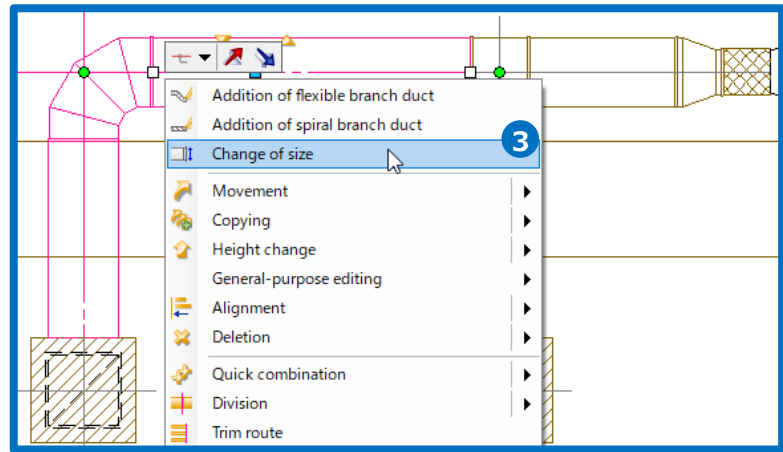 Addition of flexible branch duct
Addition of spiral branch duct
3
Change of size
Movement
Copying
Height change
General-purpose editing
Alignment
Deletion
Quick combination
Division
Trim route